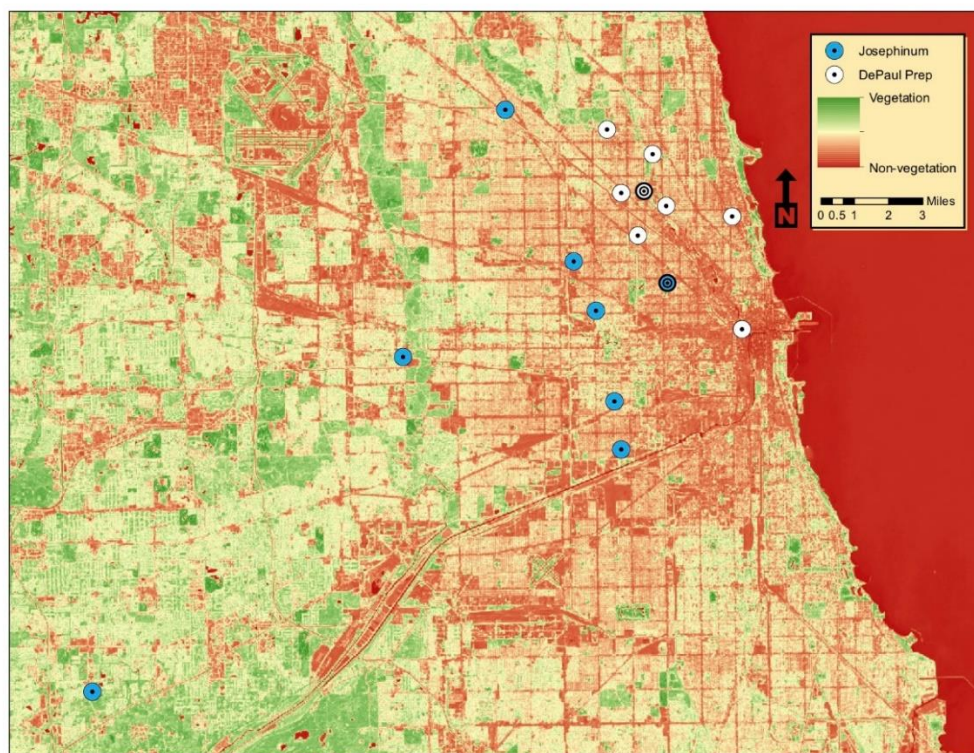 Josephinum
DePaul Prep
Vegetation
Non-vegetation
Miles
0 0.5 1 2 3
N